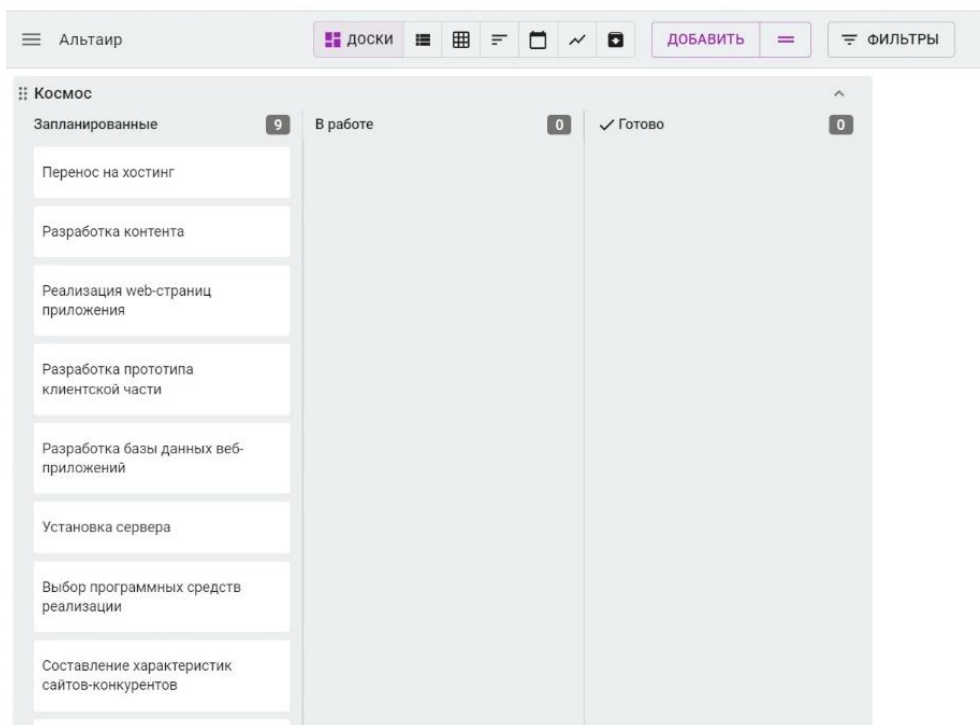 Альтаир
ДОСКИ
ДОБАВИТЬ
ФИЛЬТРЫ
Космос
Запланированные 9
В работе 0
Готово 0
Перенос на хостинг
Разработка контента
Реализация web-страниц
приложения
Разработка прототипа
клиентской части
Разработка базы данных веб-
приложений
Установка сервера
Выбор программных средств
реализации
Составление характеристик
сайтов-конкурентов